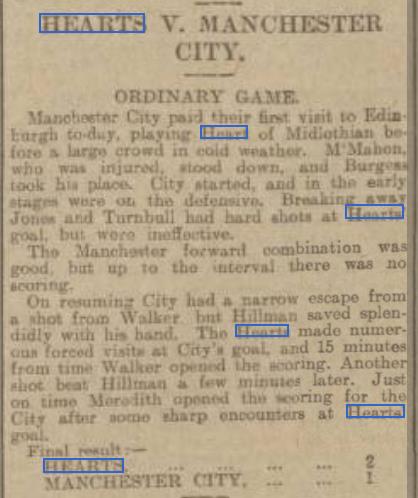 HEARTS V. MANCHESTER
CITY.
ORDINARY GAME.
Manchester City paid their first visit to Edin-
burgh to-day, playing Heart of Midlothian be-
fore a large crowd in cold weather. M'Mahon,
who was injured, stood down, and Burgess
took his place. City started, and in the early
stages were on the defensive. Breaking away
Jones and Turnbull had hard shots at Hearts'
goal, but were ineffective.
The Manchester forward combination was
good, but up to the interval there was no
scoring.
On resuming City had a narrow escape from
a shot from Walker, but Hillman saved splen-
didly with his hand. The Hearts made numer-
ous forced visits at City's goal, and 15 minutes
from time Walker opened the scoring. Another
shot beat Hillman a few minutes later. Just
on time Meredith opened the scoring for the
City after some sharp encounters at Hearts'
goal.
Final result:—
HEARTS, ... ... ... ... 2
MANCHESTER CITY, ... ... ... 1